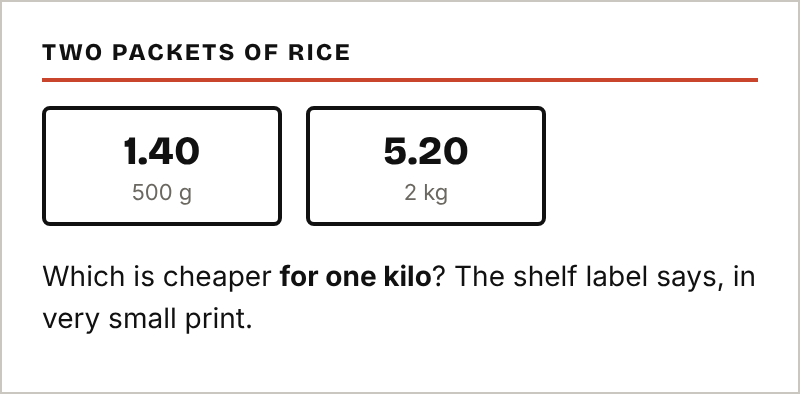 TWO PACKETS OF RICE
1.40
500 g
5.20
2 kg
Which is cheaper for one kilo? The shelf label says, in
very small print.